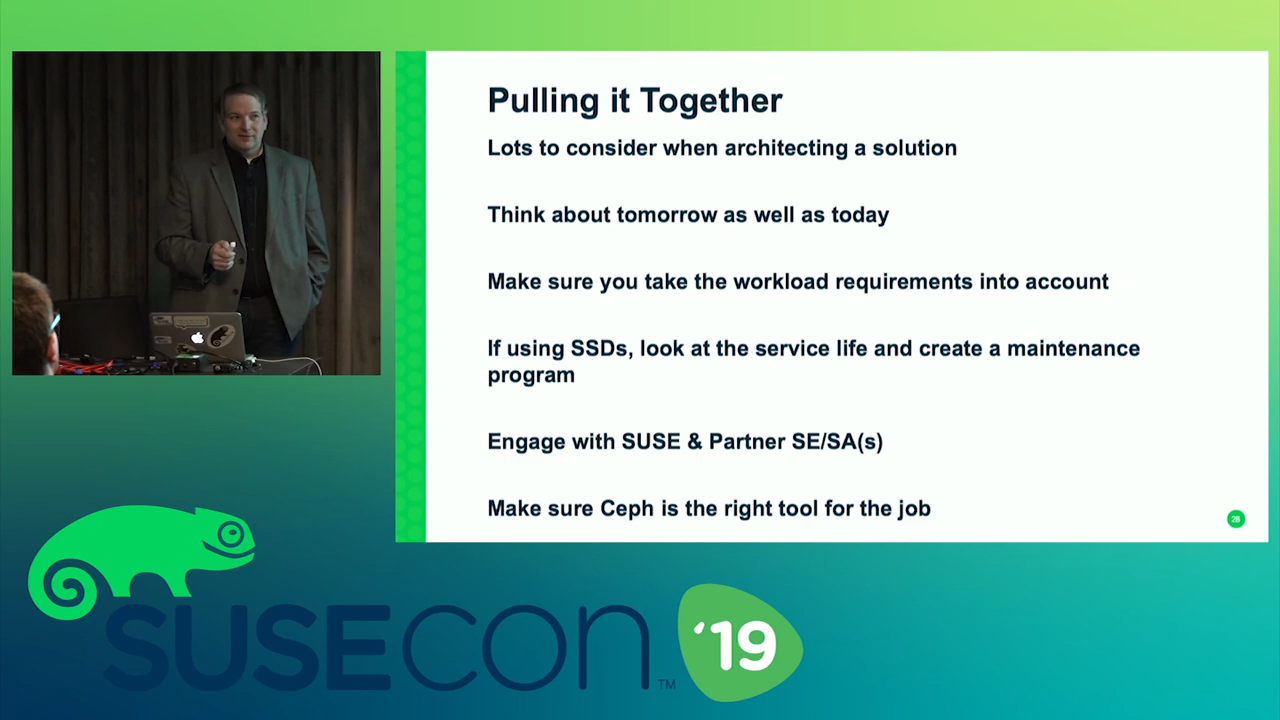 Pulling it Together
Lots to consider when architecting a solution
Think about tomorrow as well as today
Make sure you take the workload requirements into account
If using SSDs, look at the service life and create a maintenance
program
Engage with SUSE & Partner SE/SA(s)
Make sure Ceph is the right tool for the job
28
SUSECON ™
'19